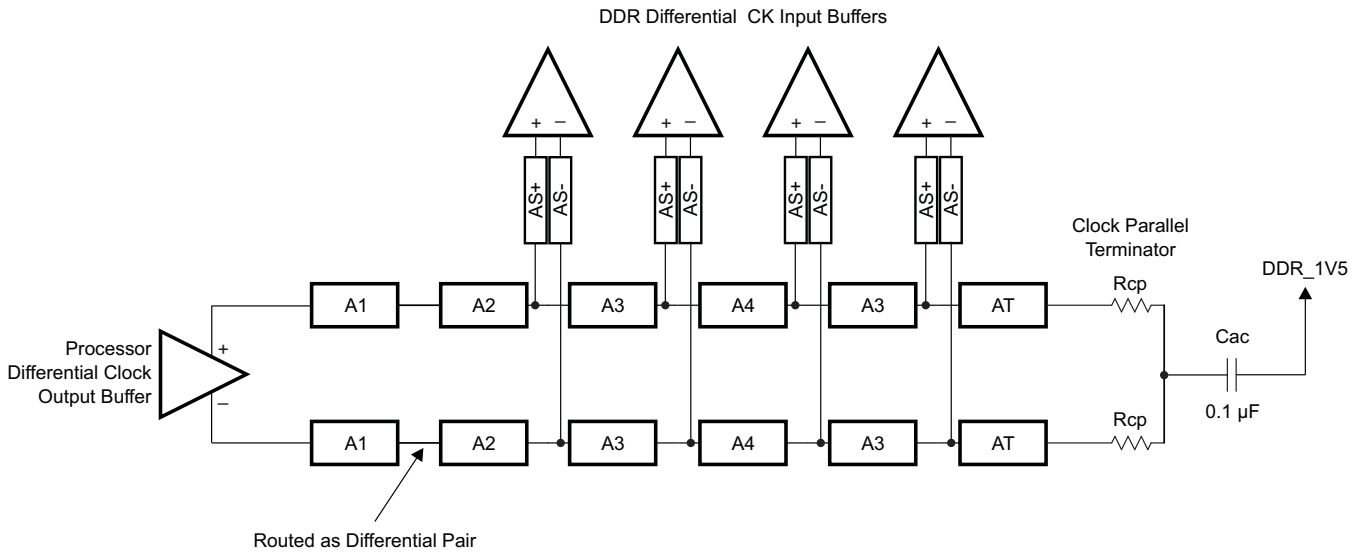 DDR Differential CK Input Buffers
+ −
+ −
+ −
+ −
AS+
AS-
AS+
AS-
AS+
AS-
AS+
AS-
Clock Parallel
Terminator
DDR_1V5
A1
A2
A3
A4
A3
AT
Rcp
Processor
Differential Clock
Output Buffer
+
−
Cac
0.1 µF
A1
A2
A3
A4
A3
AT
Rcp
Routed as Differential Pair